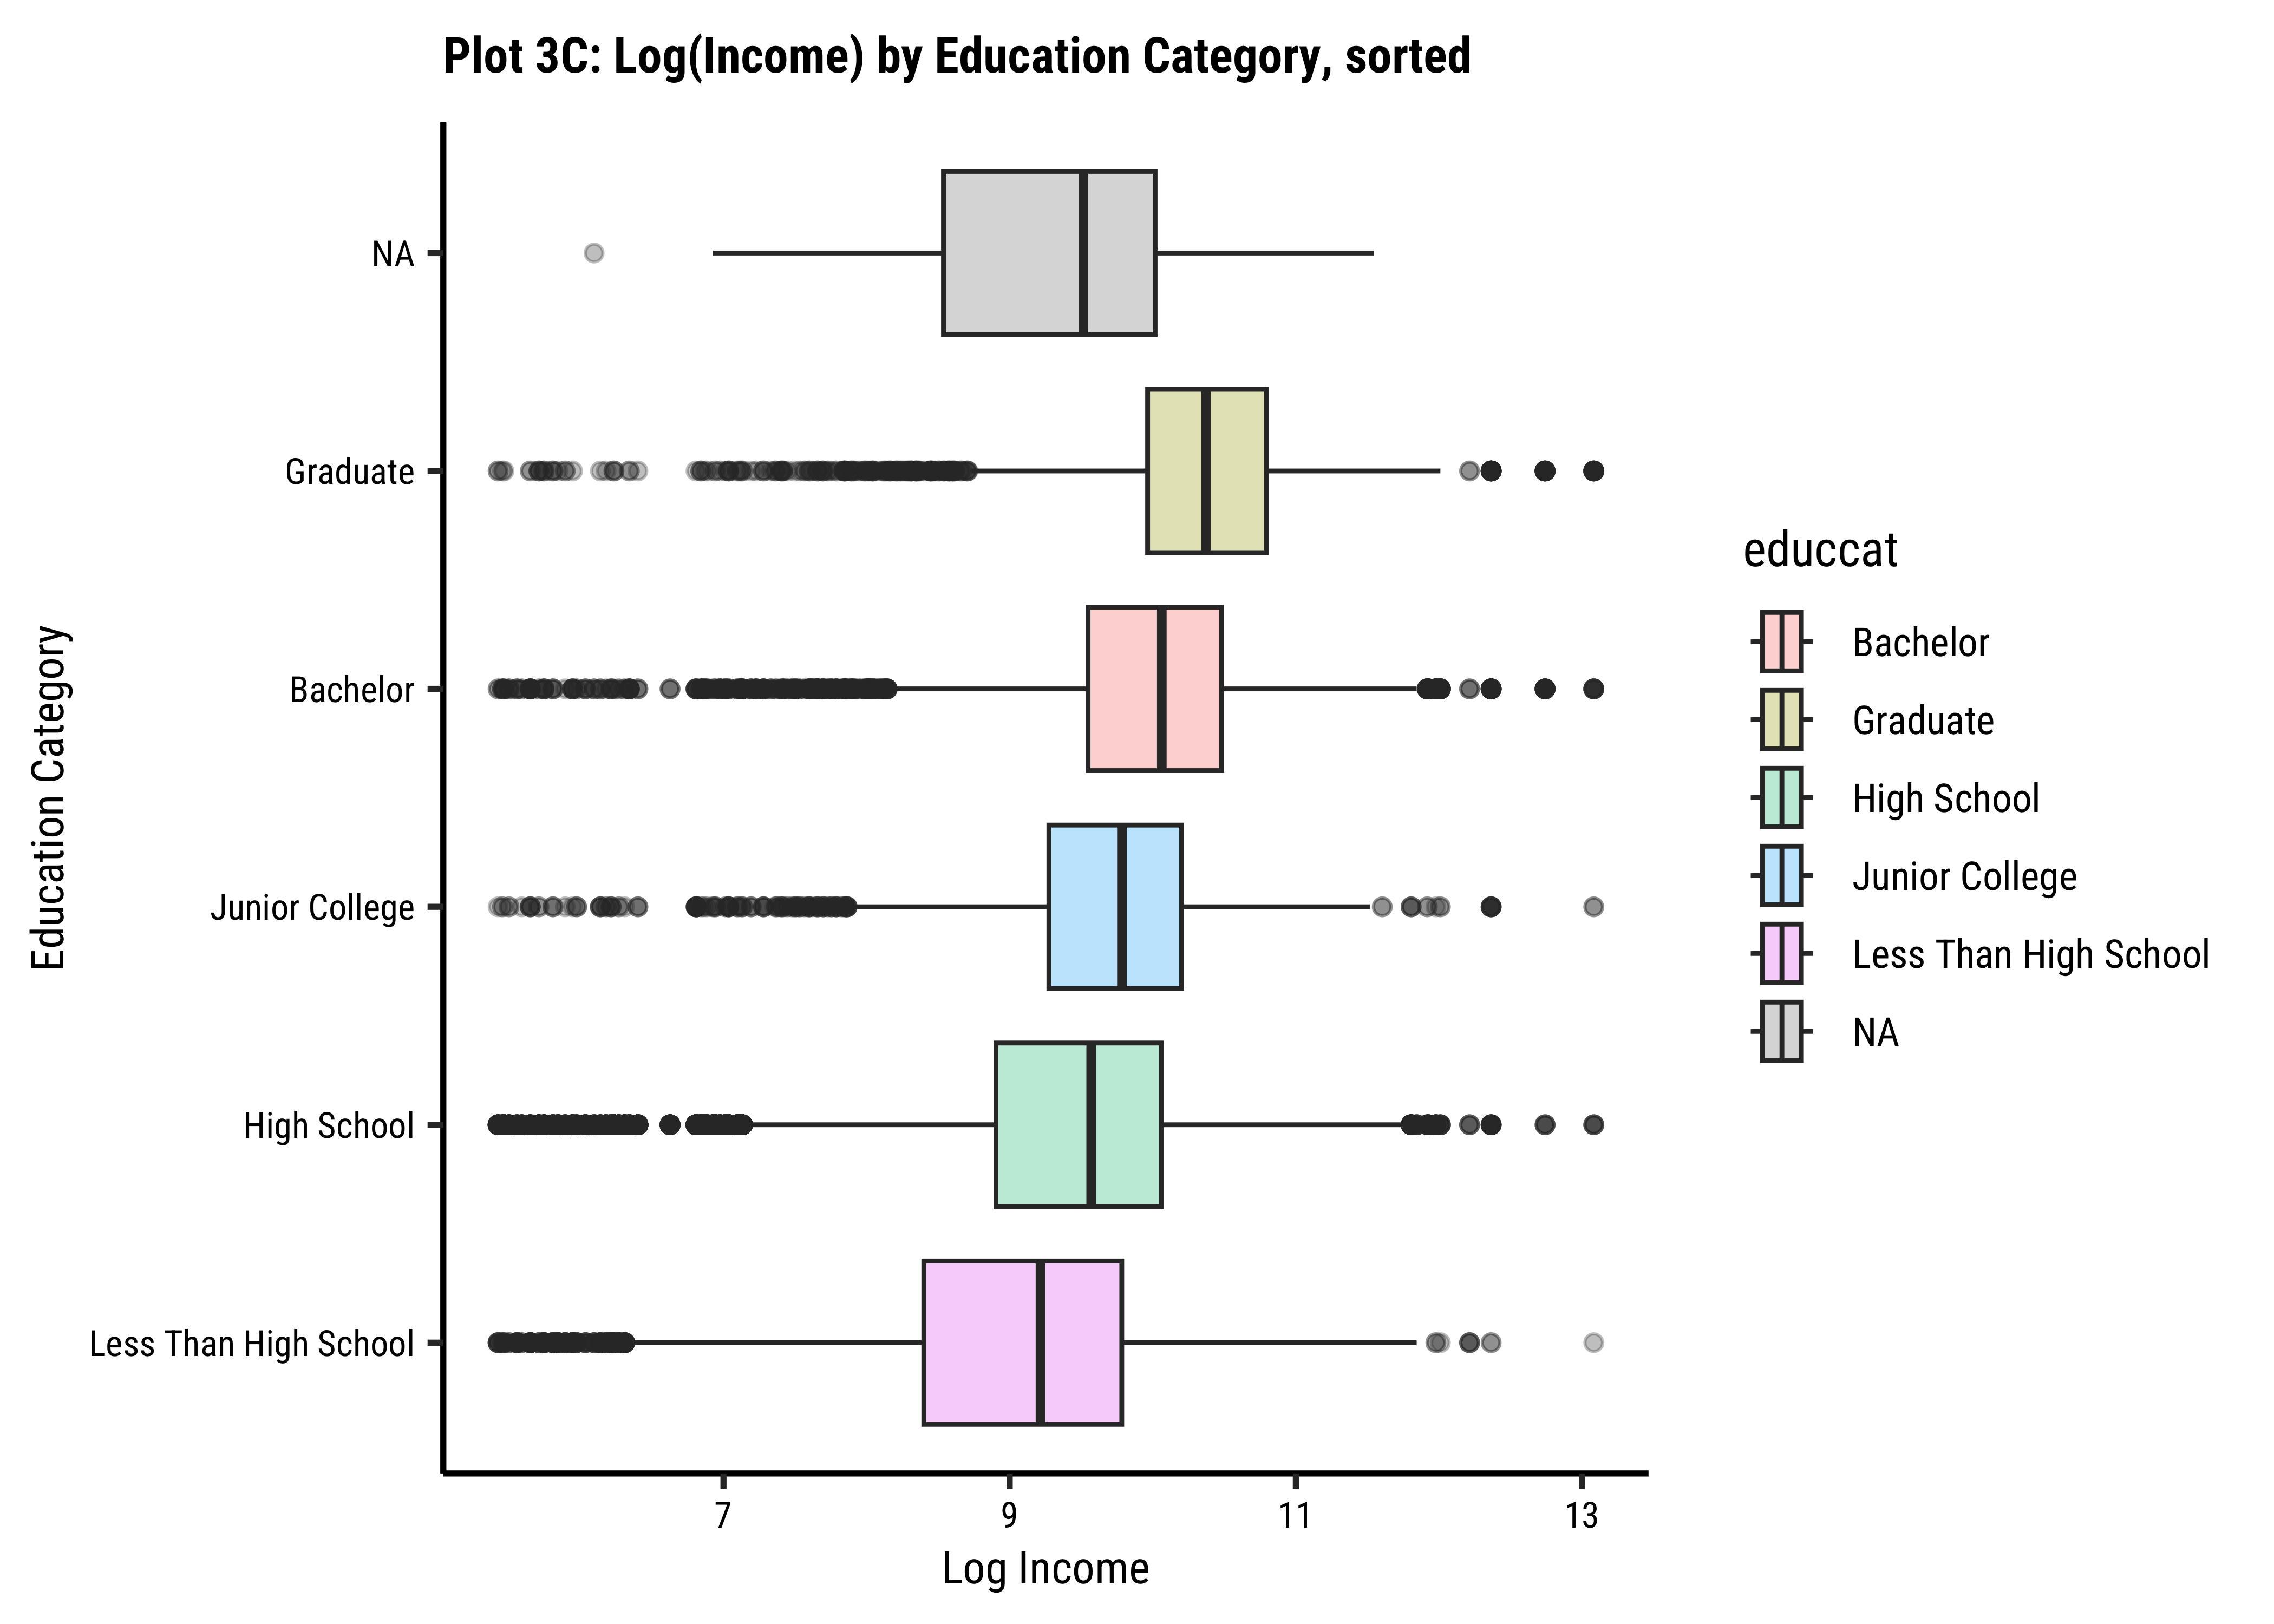 Plot 3C: Log(Income) by Education Category, sorted
Education Category
NA
Graduate
Bachelor
Junior College
High School
Less Than High School
7
9
11
13
Log Income
educcat
Bachelor
Graduate
High School
Junior College
Less Than High School
NA